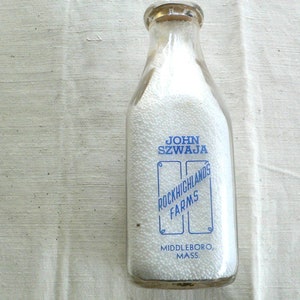 JOHN
SZWAJA
ROCKHIGHLANDS
FARMS
MIDDLEBORO,
MASS